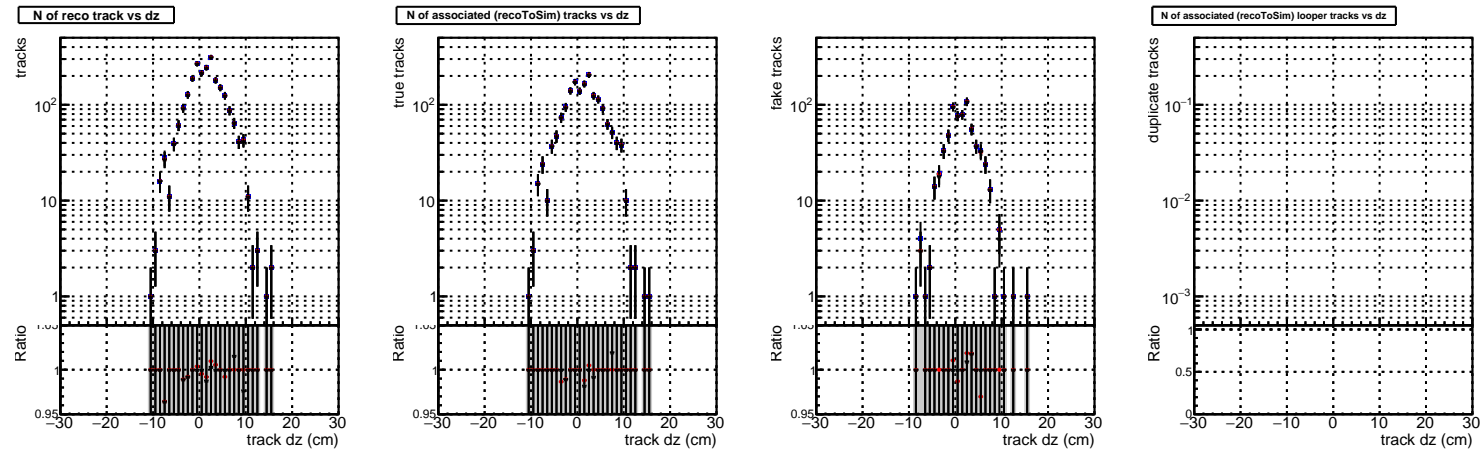 N of reco track vs dz
tracks
10²
10
1
Ratio
1
0.95
−30 −20 −10 0 10 20 30
track dz (cm)
N of associated (recoToSim) tracks vs dz
true tracks
10²
10
1
Ratio
1
0.95
−30 −20 −10 0 10 20 30
track dz (cm)
fake tracks
10²
10
1
Ratio
1
0.95
−30 −20 −10 0 10 20 30
track dz (cm)
N of associated (recoToSim) looper tracks vs dz
duplicate tracks
10⁻¹
10⁻²
10⁻³
Ratio
1
0.5
0
−30 −20 −10 0 10 20 30
track dz (cm)